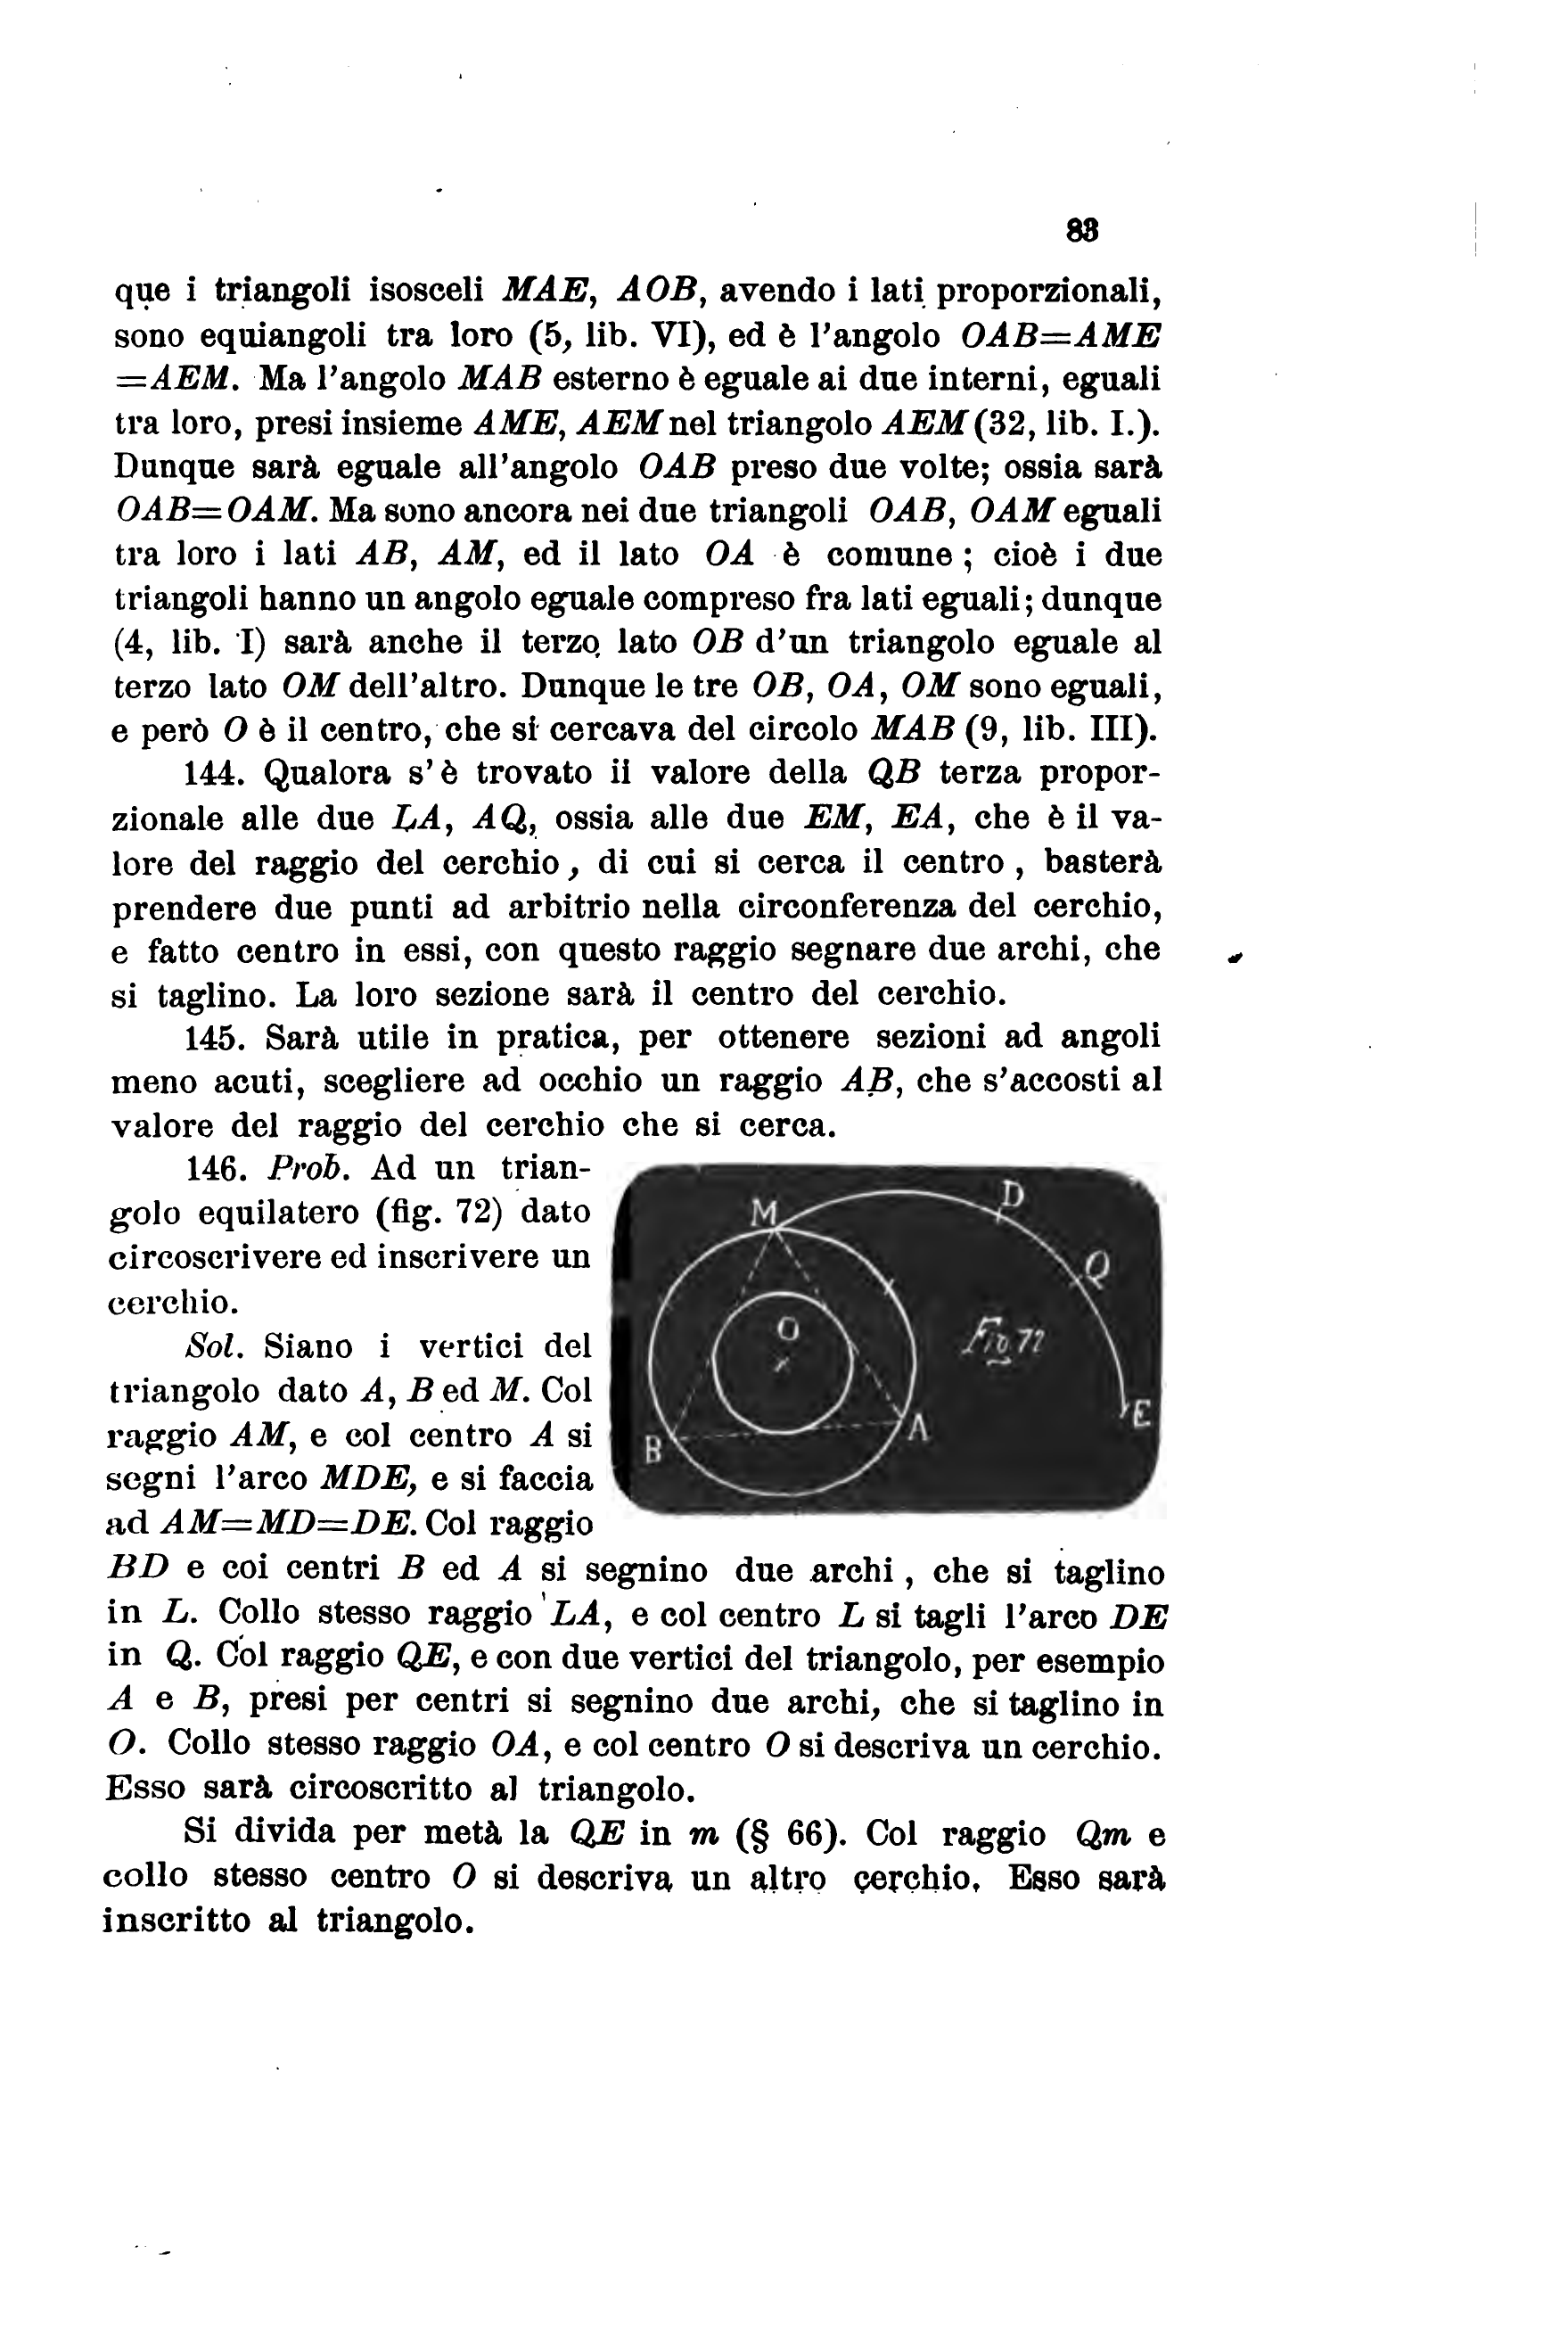 83
que i triangoli isosceli MAE, AOB, avendo i lati proporzionali,
sono equiangoli tra loro (5, lib. VI), ed è l'angolo OAB=AME
=AEM. Ma l'angolo MAB esterno è eguale ai due interni, eguali
tra loro, presi insieme AME, AEM nel triangolo AEM (32, lib. I.).
Dunque sarà eguale all'angolo OAB preso due volte; ossia sarà
OAB=OAM. Ma sono ancora nei due triangoli OAB, OAM eguali
tra loro i lati AB, AM, ed il lato OA è comune; cioè i due
triangoli hanno un angolo eguale compreso fra lati eguali; dunque
(4, lib. I) sarà anche il terzo lato OB d'un triangolo eguale al
terzo lato OM dell'altro. Dunque le tre OB, OA, OM sono eguali,
e però O è il centro, che si cercava del circolo MAB (9, lib. III).
144. Qualora s'è trovato il valore della QB terza propor-
zionale alle due LA, AQ, ossia alle due EM, EA, che è il va-
lore del raggio del cerchio, di cui si cerca il centro, basterà
prendere due punti ad arbitrio nella circonferenza del cerchio,
e fatto centro in essi, con questo raggio segnare due archi, che
si taglino. La loro sezione sarà il centro del cerchio.
145. Sarà utile in pratica, per ottenere sezioni ad angoli
meno acuti, scegliere ad occhio un raggio AB, che s'accosti al
valore del raggio del cerchio che si cerca.
146. Prob. Ad un trian-
golo equilatero (fig. 72) dato
circoscrivere ed inscrivere un
cerchio.
Sol. Siano i vertici del
triangolo dato A, B ed M. Col
raggio AM, e col centro A si
segni l'arco MDE, e si faccia
ad AM=MD=DE. Col raggio
M
D
Q
O
Fig 72
E
A
B
BD e coi centri B ed A si segnino due archi, che si taglino
in L. Collo stesso raggio LA, e col centro L si tagli l'arco DE
in Q. Col raggio QE, e con due vertici del triangolo, per esempio
A e B, presi per centri si segnino due archi, che si taglino in
O. Collo stesso raggio OA, e col centro O si descriva un cerchio.
Esso sarà circoscritto al triangolo.
Si divida per metà la QE in m (§ 66). Col raggio Qm e
collo stesso centro O si descriva un altro cerchio. Esso sarà
inscritto al triangolo.